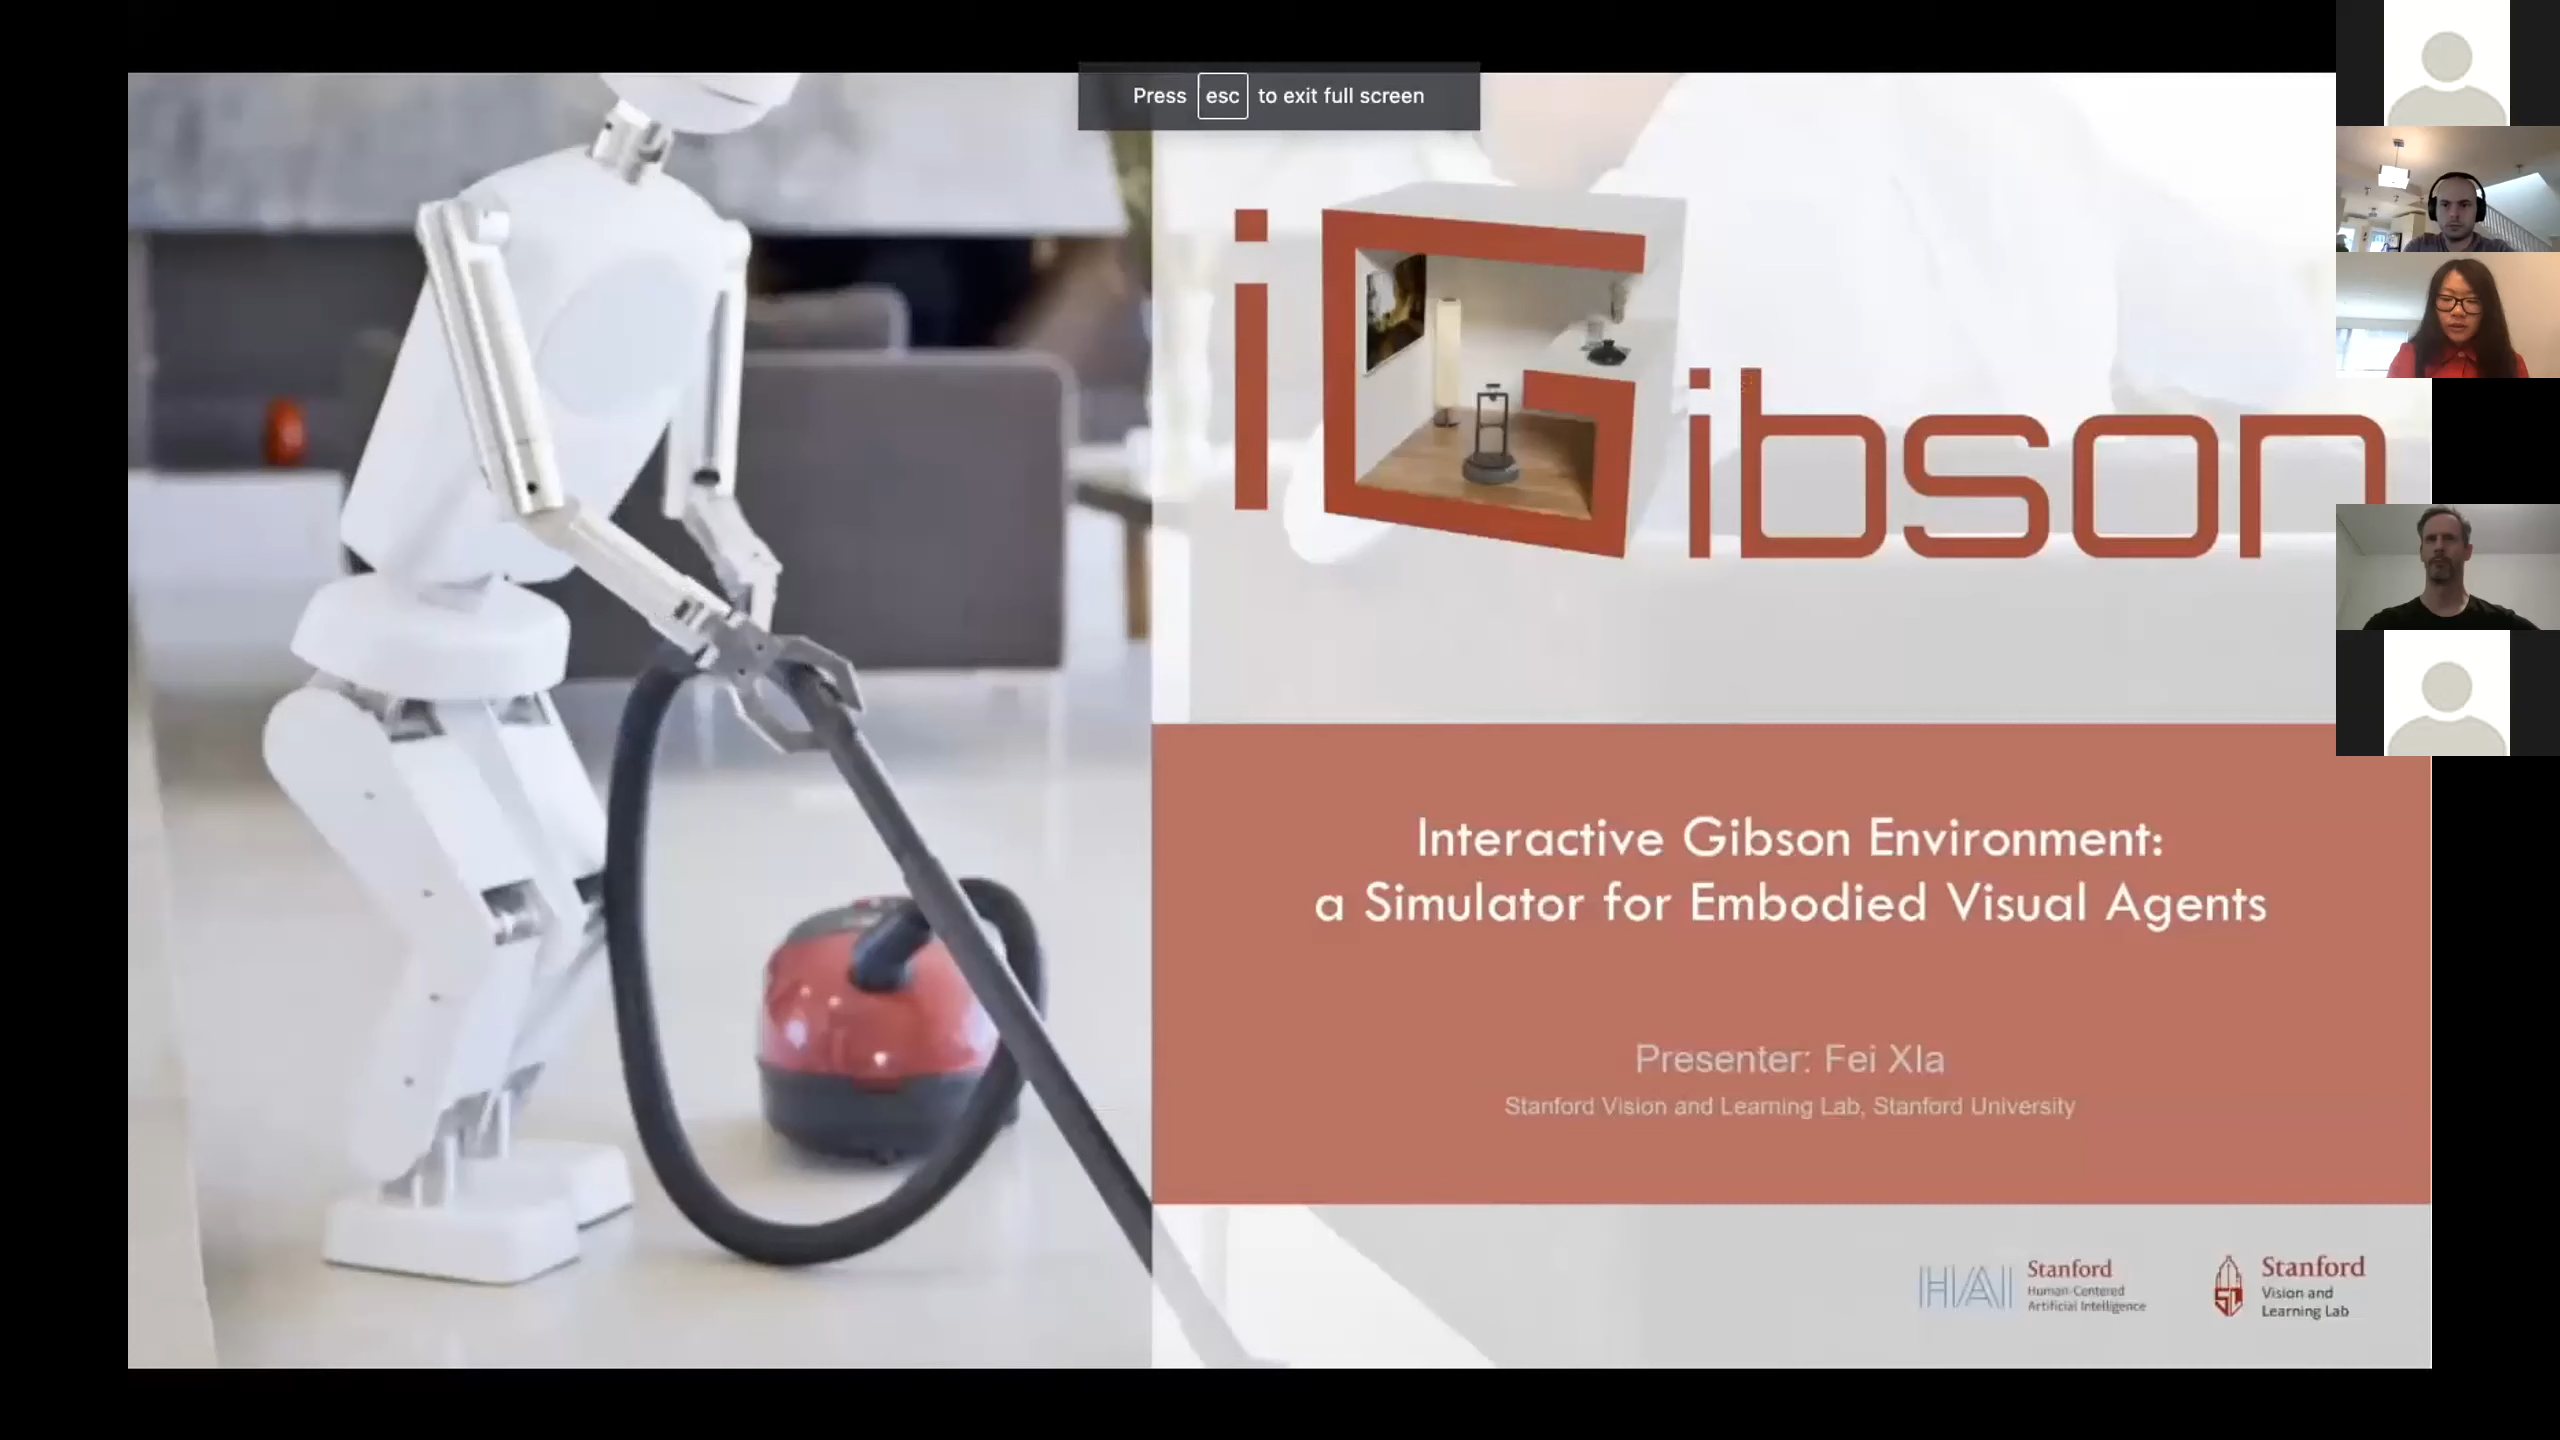 Press esc to exit full screen
iGibson
Interactive Gibson Environment:
a Simulator for Embodied Visual Agents
Presenter: Fei XIa
Stanford Vision and Learning Lab, Stanford University
HAI
Stanford
Human-Centered
Artificial Intelligence
Stanford
Vision and
Learning Lab